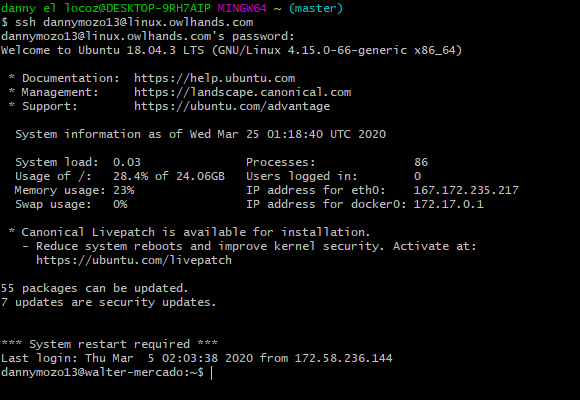 danny el locoz@DESKTOP-9RH7AIP MINGW64 ~ (master)
$ ssh dannymozo13@linux.owlhands.com
dannymozo13@linux.owlhands.com's password:
Welcome to Ubuntu 18.04.3 LTS (GNU/Linux 4.15.0-66-generic x86_64)

 * Documentation:  https://help.ubuntu.com
 * Management:     https://landscape.canonical.com
 * Support:        https://ubuntu.com/advantage

  System information as of Wed Mar 25 01:18:40 UTC 2020

  System load:  0.03               Processes:              86
  Usage of /:   28.4% of 24.06GB   Users logged in:        0
  Memory usage: 23%                IP address for eth0:    167.172.235.217
  Swap usage:   0%                 IP address for docker0: 172.17.0.1

 * Canonical Livepatch is available for installation.
   - Reduce system reboots and improve kernel security. Activate at:
     https://ubuntu.com/livepatch

55 packages can be updated.
7 updates are security updates.


*** System restart required ***
Last login: Thu Mar  5 02:03:38 2020 from 172.58.236.144
dannymozo13@walter-mercado:~$